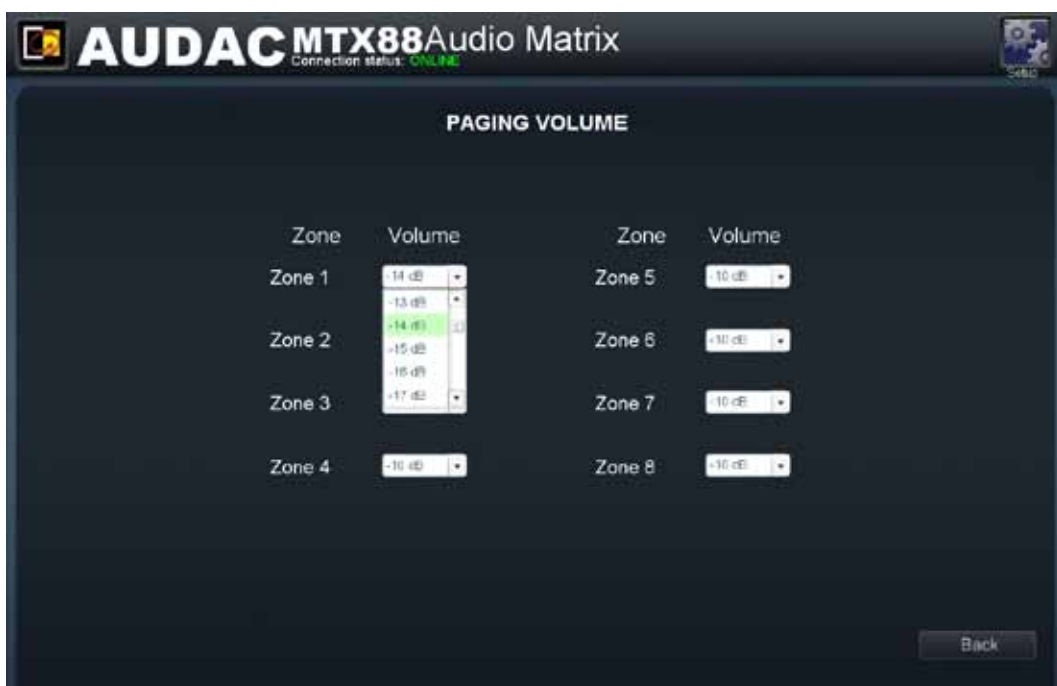 AUDAC MTX88 Audio Matrix
Connection status: ONLINE
Setup
PAGING VOLUME
Zone Volume Zone Volume
Zone 1 -14 dB Zone 5 -10 dB
-13 dB
-14 dB
Zone 2 Zone 6 -10 dB
-15 dB
-16 dB
-17 dB
Zone 3 Zone 7 -10 dB
Zone 4 -10 dB Zone 8 -10 dB
Back